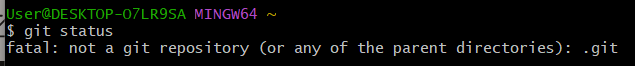 User@DESKTOP-O7LR9SA MINGW64 ~
$ git status
fatal: not a git repository (or any of the parent directories): .git